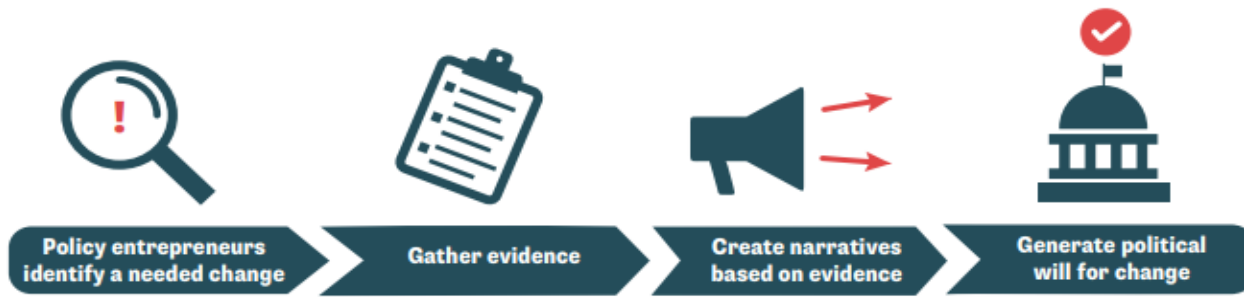 Policy entrepreneurs
identify a needed change
Gather evidence
Create narratives
based on evidence
Generate political
will for change